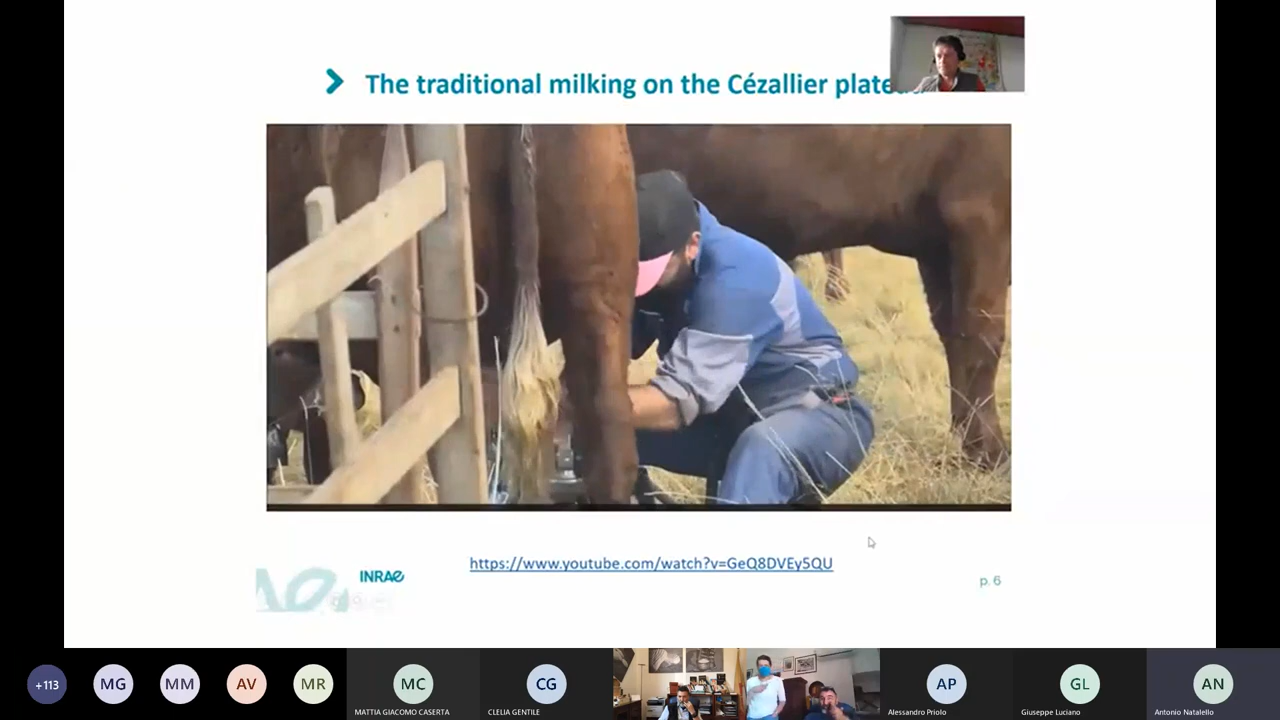 The traditional milking on the Cézallier
https://www.youtube.com/watch?v=GeQ8DVEy5QU
INRAE
p. 6
+113
MG
MM
AV
MR
MC
MATTIA GIACOMO CASERTA
CG
CLELIA GENTILE
AP
Alessandro Priolo
GL
Giuseppe Luciano
AN
Antonio Natalello